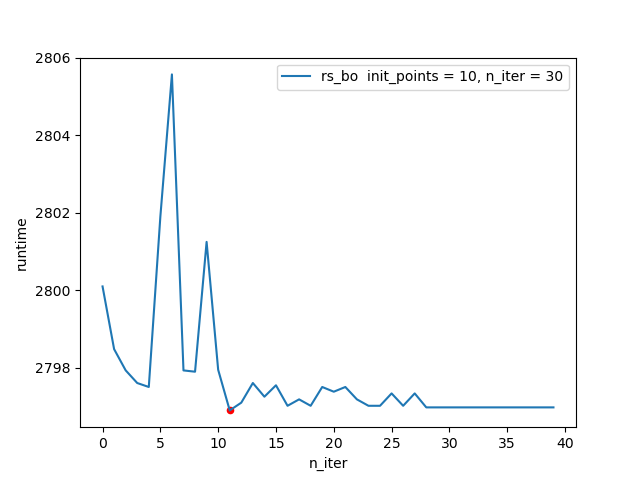 2806
2804
2802
2800
2798
runtime
rs_bo  init_points = 10, n_iter = 30
0 5 10 15 20 25 30 35 40
n_iter